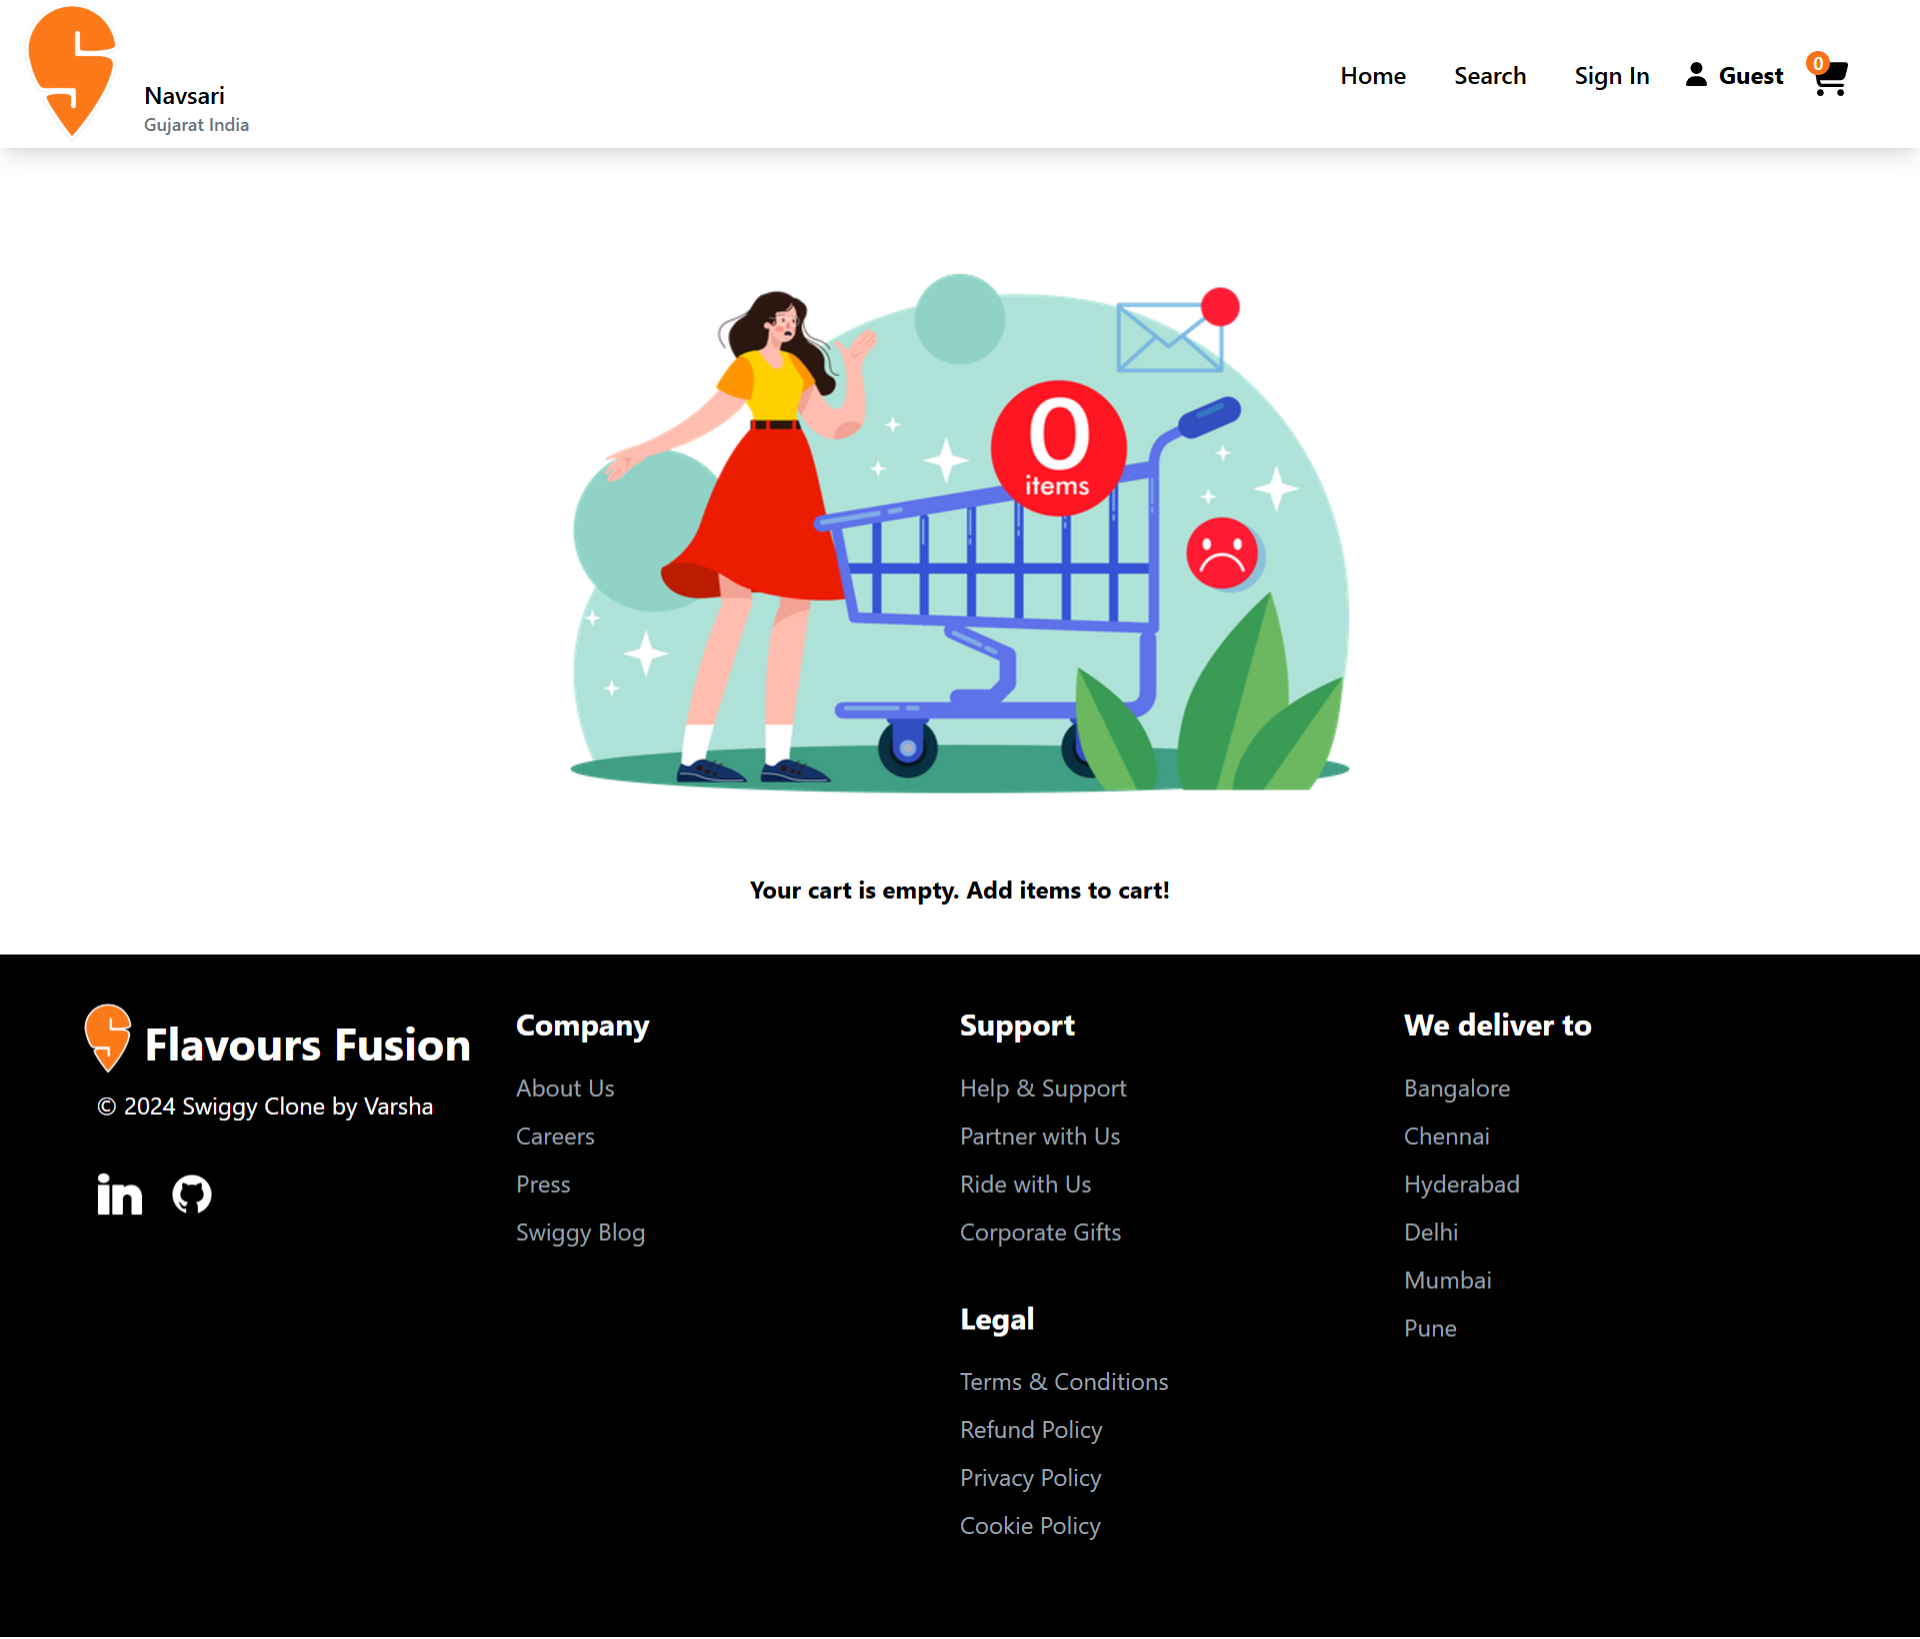 Navsari
Gujarat India
Home
Search
Sign In
Guest
0
0
items
Your cart is empty. Add items to cart!
Flavours Fusion
© 2024 Swiggy Clone by Varsha
in
Company
About Us
Careers
Press
Swiggy Blog
Support
Help & Support
Partner with Us
Ride with Us
Corporate Gifts
Legal
Terms & Conditions
Refund Policy
Privacy Policy
Cookie Policy
We deliver to
Bangalore
Chennai
Hyderabad
Delhi
Mumbai
Pune